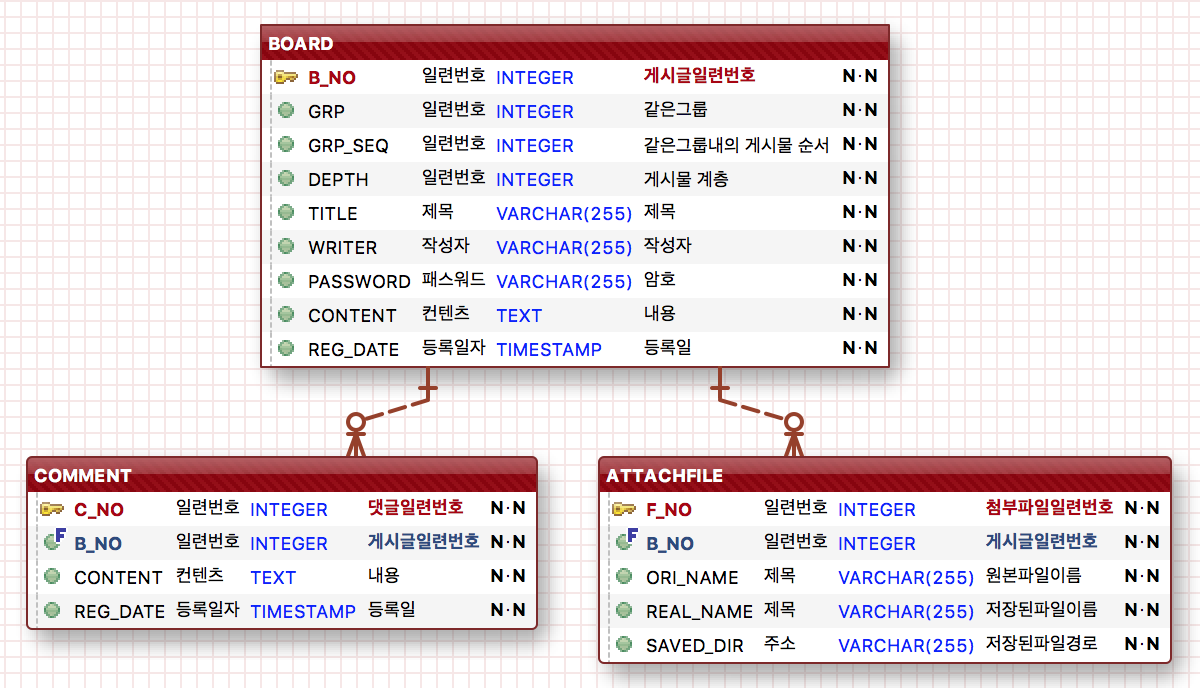 BOARD
B_NO 일련번호 INTEGER 게시글일련번호 N·N
GRP 일련번호 INTEGER 같은그룹 N·N
GRP_SEQ 일련번호 INTEGER 같은그룹내의 게시물 순서 N·N
DEPTH 일련번호 INTEGER 게시물 계층 N·N
TITLE 제목 VARCHAR(255) 제목 N·N
WRITER 작성자 VARCHAR(255) 작성자 N·N
PASSWORD 패스워드 VARCHAR(255) 암호 N·N
CONTENT 컨텐츠 TEXT 내용 N·N
REG_DATE 등록일자 TIMESTAMP 등록일 N·N
COMMENT
C_NO 일련번호 INTEGER 댓글일련번호 N·N
F B_NO 일련번호 INTEGER 게시글일련번호 N·N
CONTENT 컨텐츠 TEXT 내용 N·N
REG_DATE 등록일자 TIMESTAMP 등록일 N·N
ATTACHFILE
F_NO 일련번호 INTEGER 첨부파일일련번호 N·N
F B_NO 일련번호 INTEGER 게시글일련번호 N·N
ORI_NAME 제목 VARCHAR(255) 원본파일이름 N·N
REAL_NAME 제목 VARCHAR(255) 저장된파일이름 N·N
SAVED_DIR 주소 VARCHAR(255) 저장된파일경로 N·N